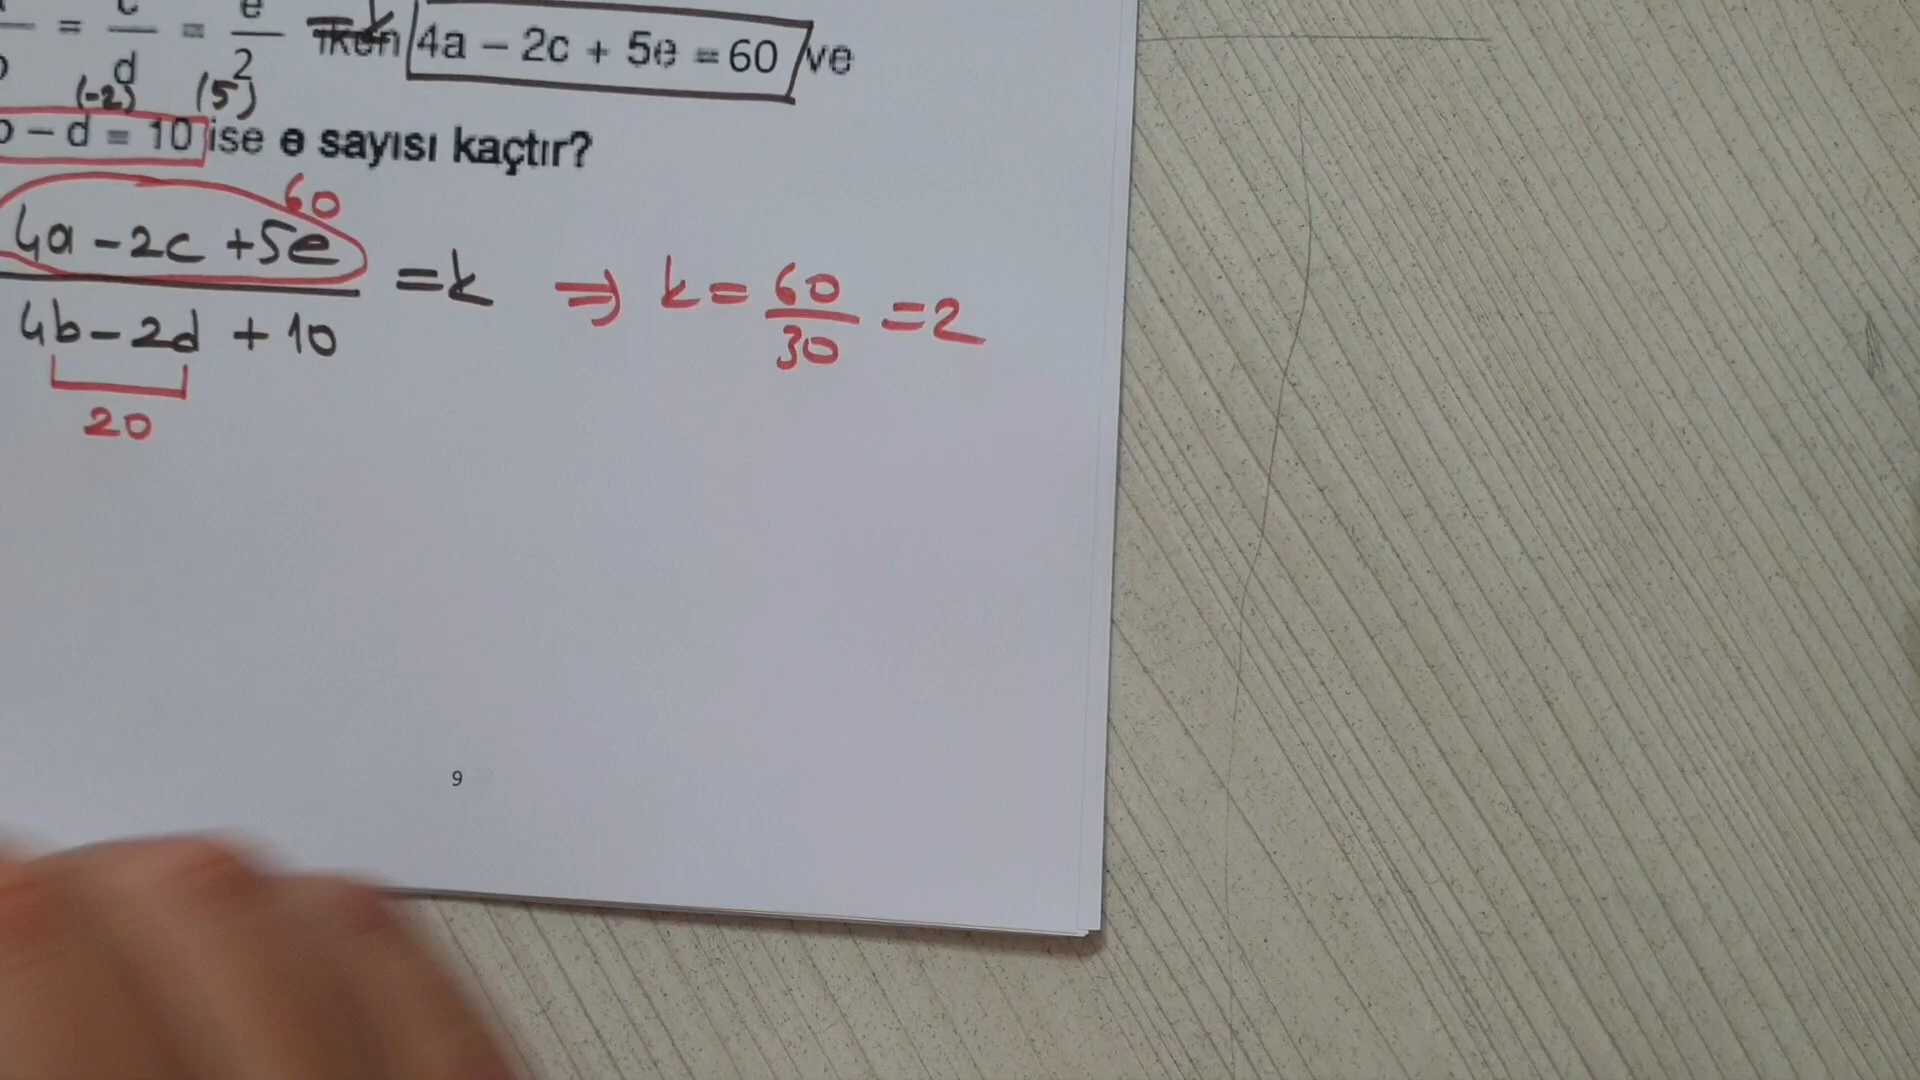 = c/d = e/2 iken 4a – 2c + 5e = 60 ve
(-2) (5)
– d = 10 ise e sayısı kaçtır?
60
4a - 2c + 5e / 4b - 2d + 10 = k ⇒ k = 60/30 = 2
20
9